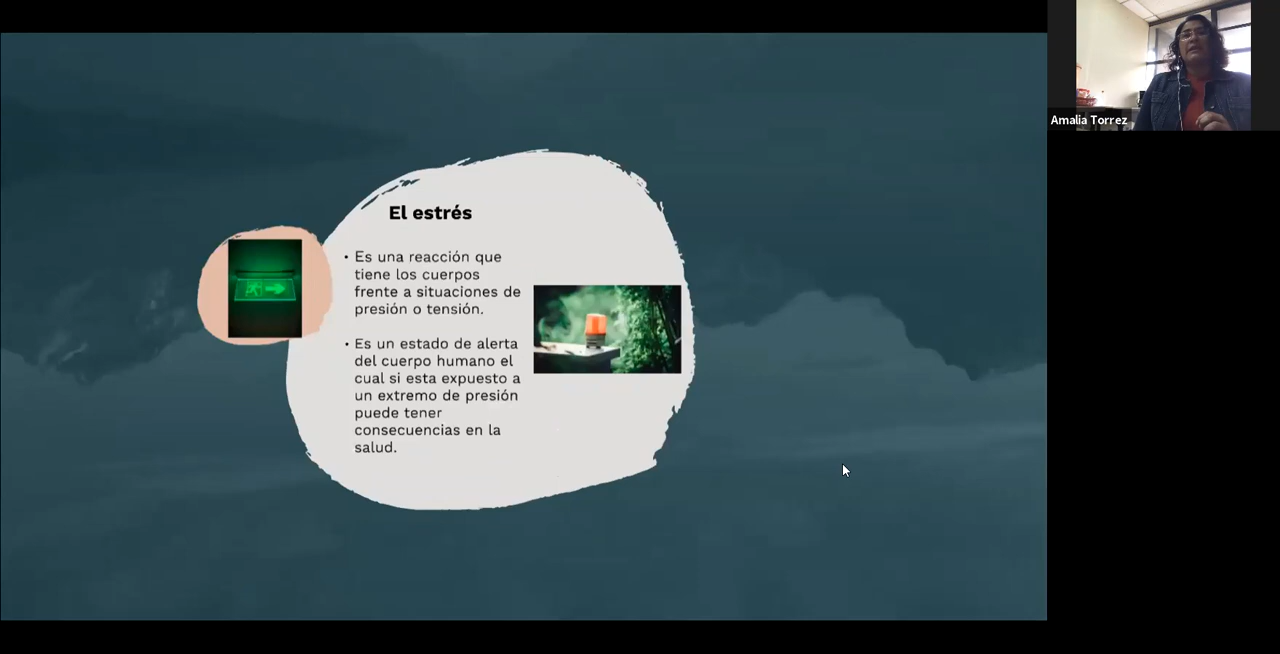 El estrés
• Es una reacción que
tiene los cuerpos
frente a situaciones de
presión o tensión.
• Es un estado de alerta
del cuerpo humano el
cual si esta expuesto a
un extremo de presión
puede tener
consecuencias en la
salud.
Amalia Torrez